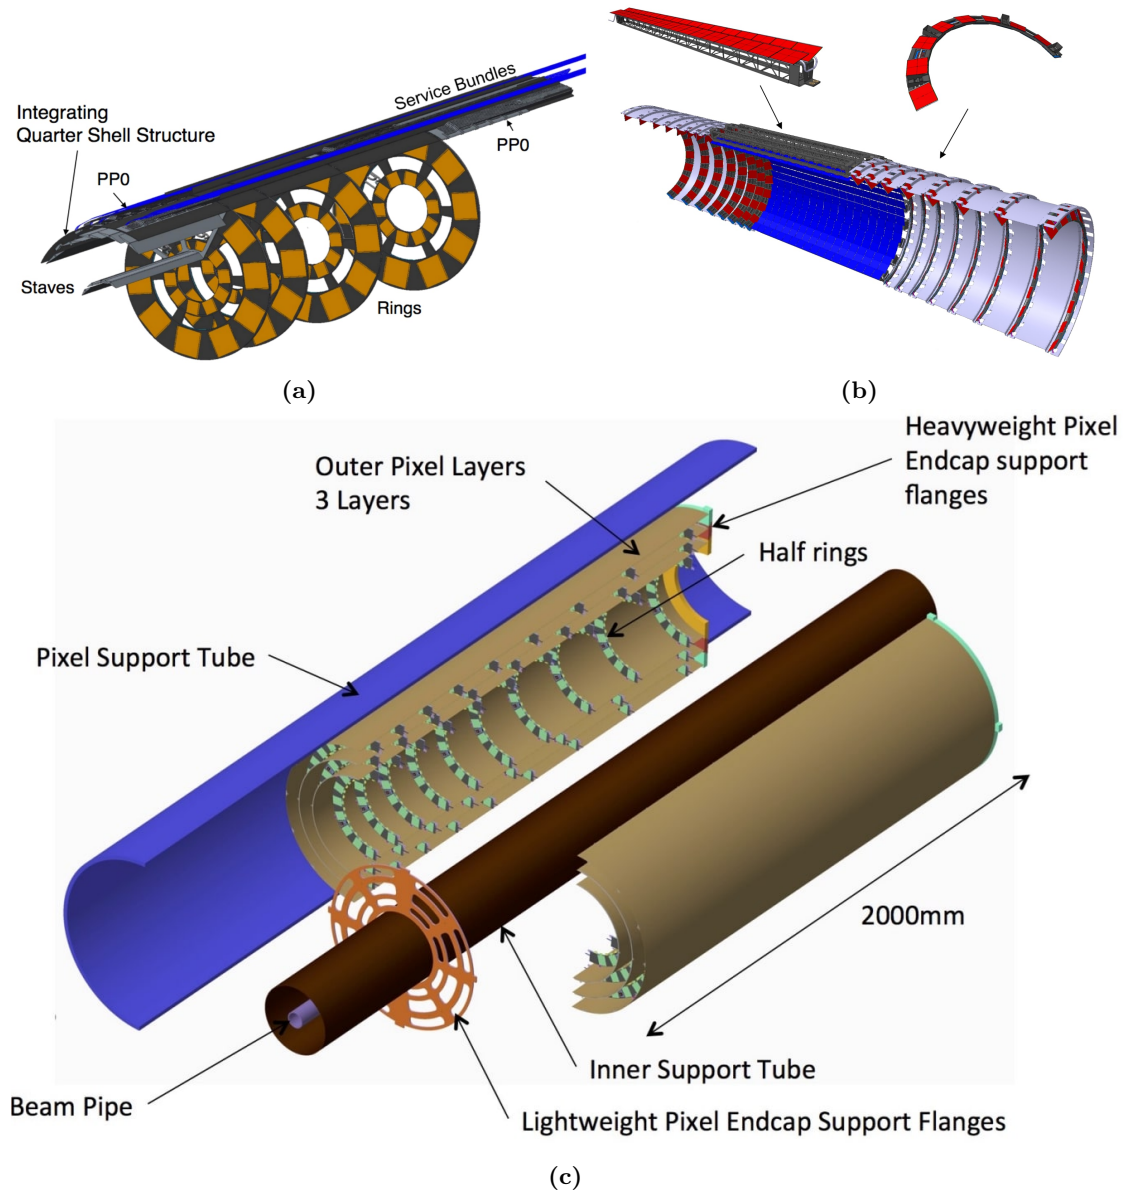 Service Bundles
Integrating
Quarter Shell Structure
PP0
PP0
Staves
Rings
(a)
(b)
Heavyweight Pixel
Endcap support
flanges
Outer Pixel Layers
3 Layers
Half rings
Pixel Support Tube
2000mm
Inner Support Tube
Beam Pipe
Lightweight Pixel Endcap Support Flanges
(c)